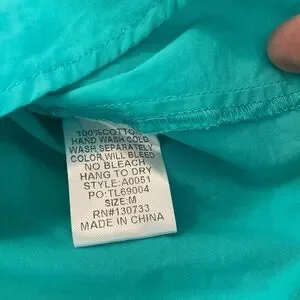 100%COTTON
HAND WASH COLD
WASH SEPARATELY
COLOR WILL BLEED
NO BLEACH
HANG TO DRY
STYLE:A0051
PO:TL69004
SIZE:M
RN#130733
MADE IN CHINA